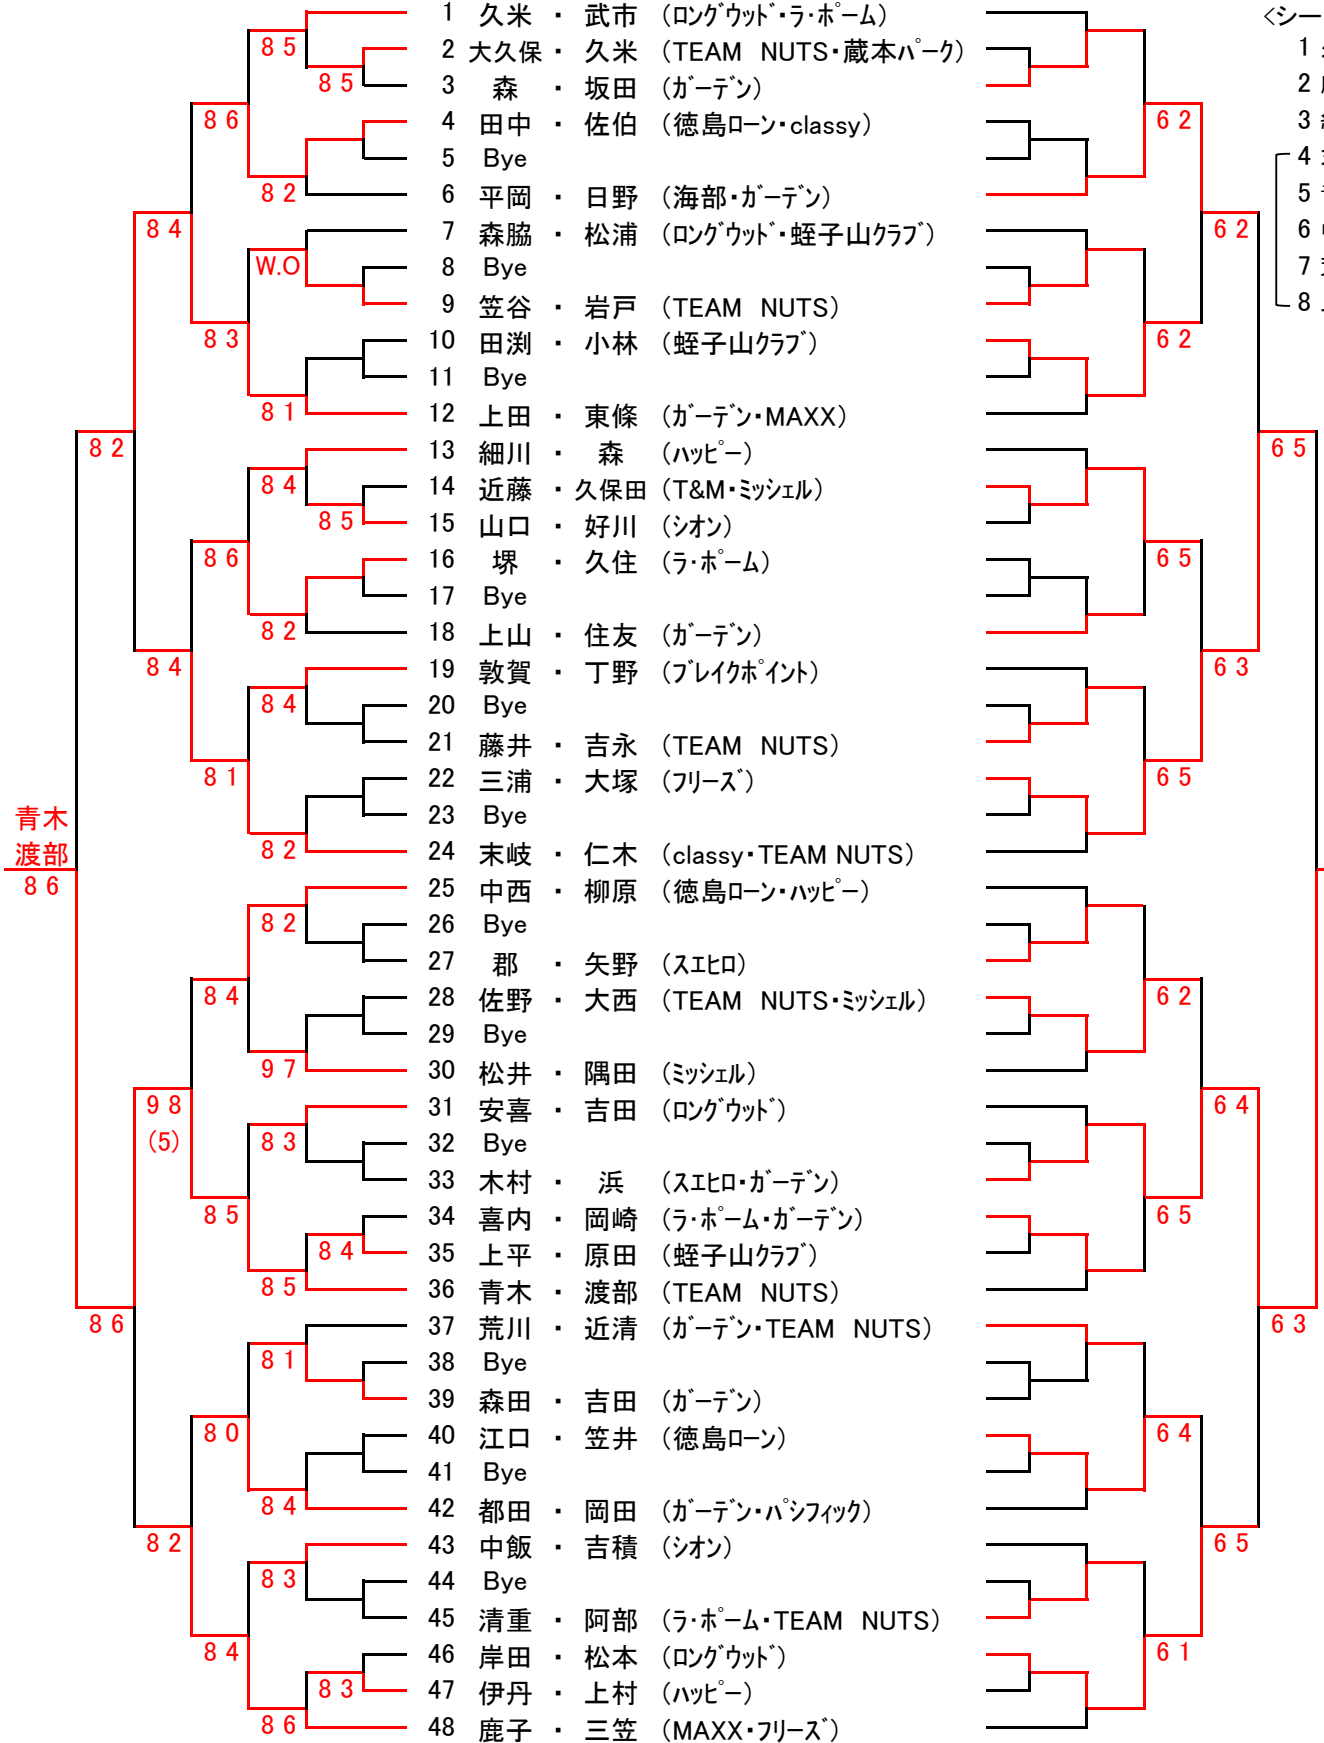 1 久米 ・ 武市 (ロングウッド・ラ・ポーム) <シー
85 2 大久保 ・ 久米 (TEAM NUTS・蔵本パーク) 1
85 3 森 ・ 坂田 (ガーデン) 2
86 4 田中 ・ 佐伯 (徳島ローン・classy) 62 3
5 Bye 4
82 6 平岡 ・ 日野 (海部・ガーデン) 5
84 7 森脇 ・ 松浦 (ロングウッド・蛭子山クラブ) 62 6
W.O 8 Bye 7
9 笠谷 ・ 岩戸 (TEAM NUTS) 8
83 10 田渕 ・ 小林 (蛭子山クラブ) 62
11 Bye
81 12 上田 ・ 東條 (ガーデン・MAXX)
82 13 細川 ・ 森 (ハッピー) 65
84 14 近藤 ・ 久保田 (T&M・ミッシェル)
85 15 山口 ・ 好川 (シオン)
86 16 堺 ・ 久住 (ラ・ポーム) 65
17 Bye
82 18 上山 ・ 住友 (ガーデン)
84 19 敦賀 ・ 丁野 (ブレイクポイント) 63
84 20 Bye
21 藤井 ・ 吉永 (TEAM NUTS)
81 22 三浦 ・ 大塚 (フリーズ) 65
青木 23 Bye
渡部 82 24 末岐 ・ 仁木 (classy・TEAM NUTS)
86 25 中西 ・ 柳原 (徳島ローン・ハッピー)
82 26 Bye
27 郡 ・ 矢野 (スエヒロ)
84 28 佐野 ・ 大西 (TEAM NUTS・ミッシェル) 62
29 Bye
97 30 松井 ・ 隅田 (ミッシェル)
98 31 安喜 ・ 吉田 (ロングウッド) 64
(5) 83 32 Bye
33 木村 ・ 浜 (スエヒロ・ガーデン)
85 34 喜内 ・ 岡崎 (ラ・ポーム・ガーデン) 65
84 35 上平 ・ 原田 (蛭子山クラブ)
85 36 青木 ・ 渡部 (TEAM NUTS)
86 37 荒川 ・ 近清 (ガーデン・TEAM NUTS) 63
81 38 Bye
39 森田 ・ 吉田 (ガーデン)
80 40 江口 ・ 笠井 (徳島ローン) 64
41 Bye
84 42 都田 ・ 岡田 (ガーデン・パシフィック)
82 43 中飯 ・ 吉積 (シオン) 65
83 44 Bye
45 清重 ・ 阿部 (ラ・ポーム・TEAM NUTS)
84 46 岸田 ・ 松本 (ロングウッド) 61
83 47 伊丹 ・ 上村 (ハッピー)
86 48 鹿子 ・ 三笠 (MAXX・フリーズ)